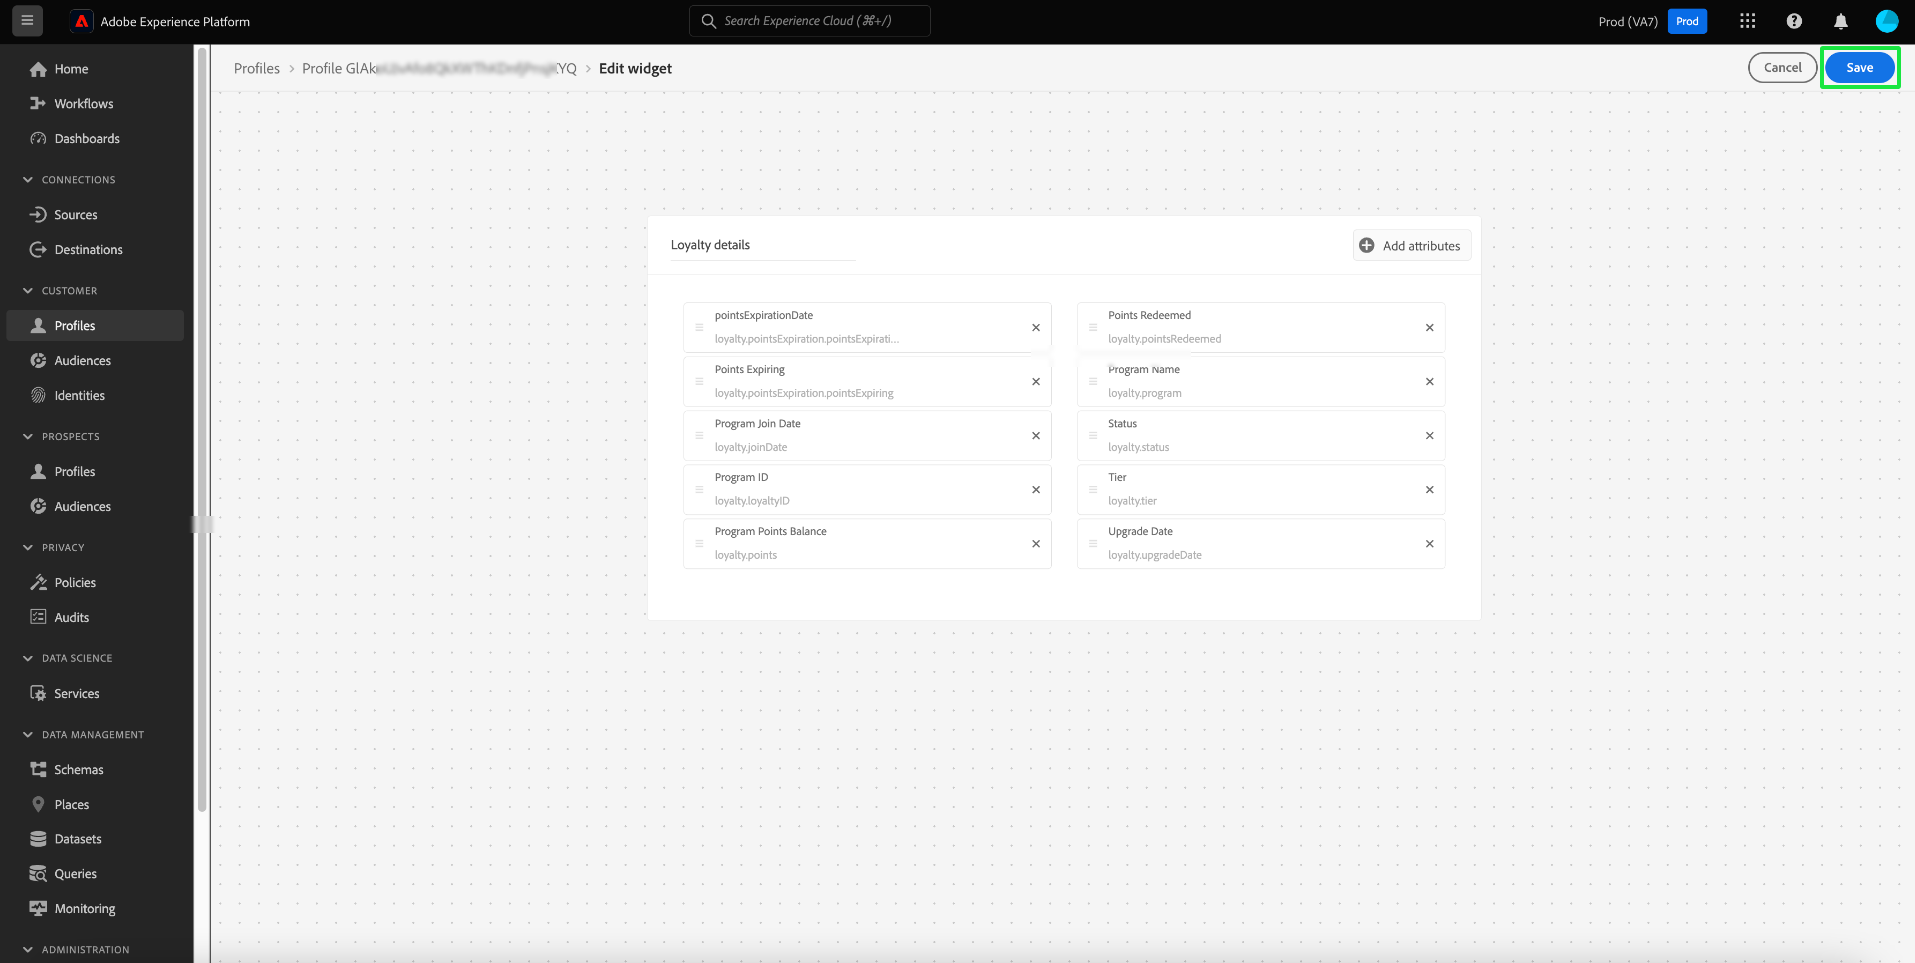 Adobe Experience Platform
Search Experience Cloud (⌘+/)
Prod (VA7) Prod
Profiles > Profile GlAk YQ > Edit widget
Cancel
Save
Home
Workflows
Dashboards
CONNECTIONS
Sources
Destinations
CUSTOMER
Profiles
Audiences
Identities
PROSPECTS
Profiles
Audiences
PRIVACY
Policies
Audits
DATA SCIENCE
Services
DATA MANAGEMENT
Schemas
Places
Datasets
Queries
Monitoring
ADMINISTRATION
Loyalty details
Add attributes
pointsExpirationDate
loyalty.pointsExpiration.pointsExpirati...
Points Expiring
loyalty.pointsExpiration.pointsExpiring
Program Join Date
loyalty.joinDate
Program ID
loyalty.loyaltyID
Program Points Balance
loyalty.points
Points Redeemed
loyalty.pointsRedeemed
Program Name
loyalty.program
Status
loyalty.status
Tier
loyalty.tier
Upgrade Date
loyalty.upgradeDate